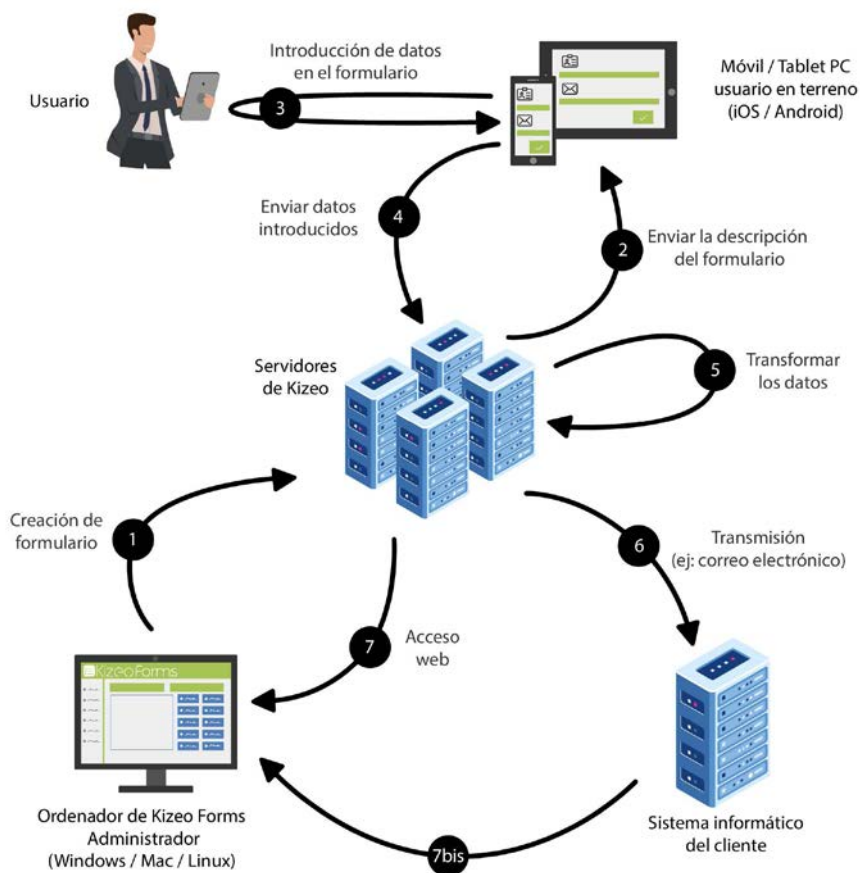 Introducción de datos
en el formulario
Usuario
3
Móvil / Tablet PC
usuario en terreno
(iOS / Android)
Enviar datos
introducidos
4
2
Enviar la descripción
del formulario
Servidores
de Kizeo
5
Transformar
los datos
Creación de
formulario
1
6
Transmisión
(ej: correo electrónico)
7
Acceso
web
KizeoForms
Ordenador de Kizeo Forms
Administrador
(Windows / Mac / Linux)
7bis
Sistema informático
del cliente